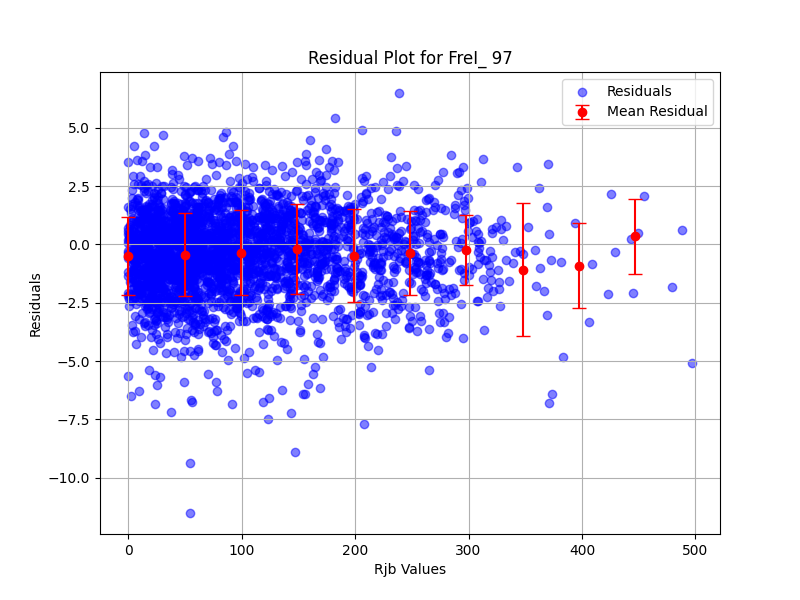 Residual Plot for FreI_ 97
Residuals
Mean Residual
5.0
2.5
0.0
−2.5
−5.0
−7.5
−10.0
Residuals
0
100
200
300
400
500
Rjb Values